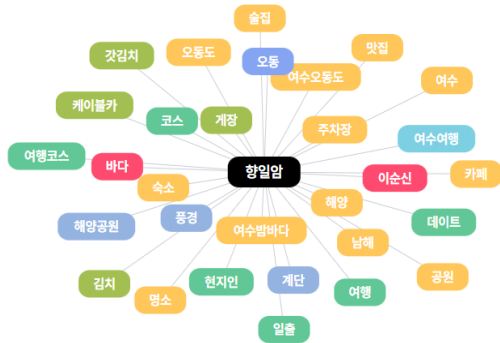 술집
갓김치
오동도
오동
맛집
여수오동도
여수
케이블카
코스
게장
주차장
여수여행
여행코스
바다
항일암
이순신
카페
숙소
해양
해양공원
풍경
여수밤바다
데이트
남해
김치
명소
현지인
계단
여행
공원
일출